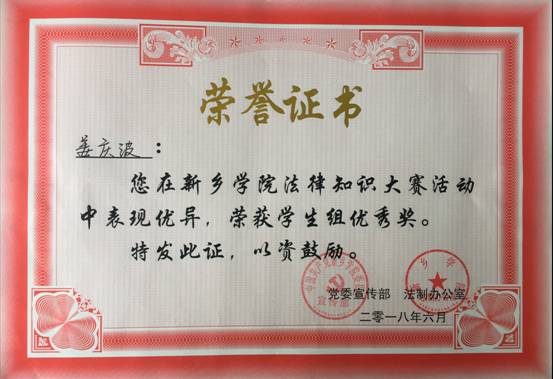 荣誉证书
姜庆波：
您在新乡学院法律知识大赛活动
中表现优异，荣获学生组优秀奖。
特发此证，以资鼓励。
党委宣传部 法制办公室
二零一八年六月
宣传部